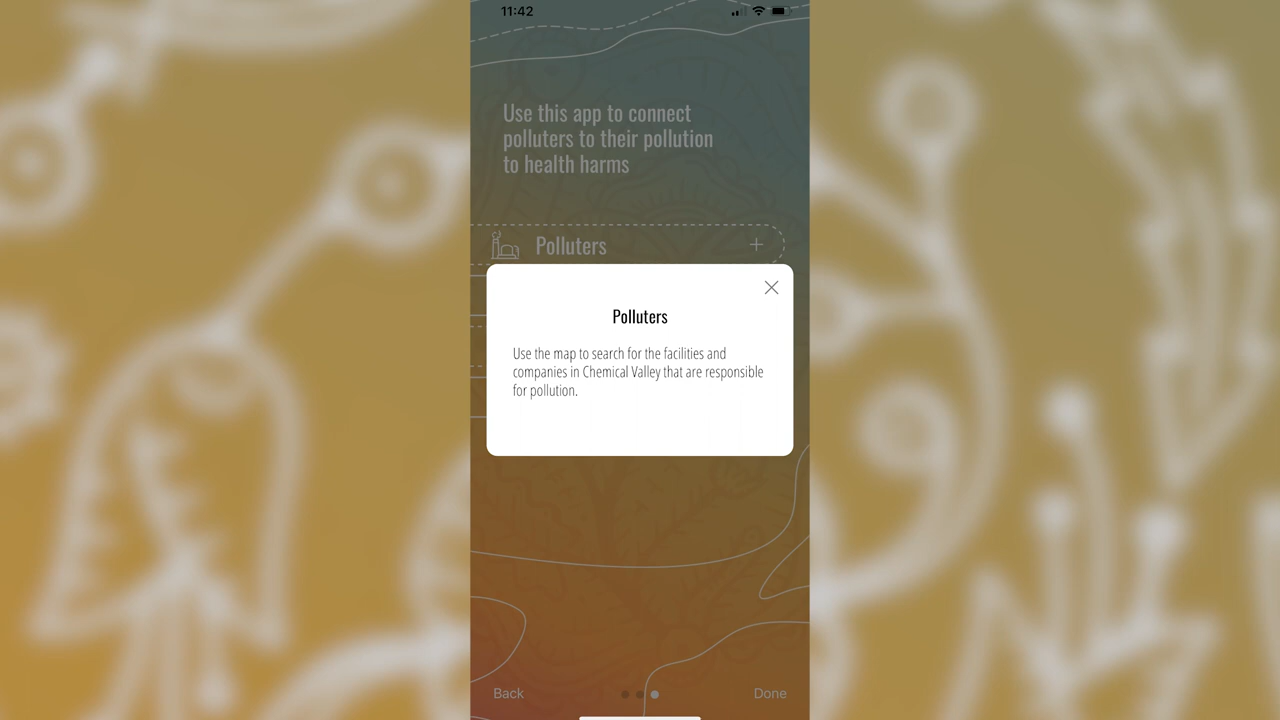 11:42
Use this app to connect
polluters to their pollution
to health harms
Polluters
Polluters
Use the map to search for the facilities and
companies in Chemical Valley that are responsible
for pollution.
Back
Done